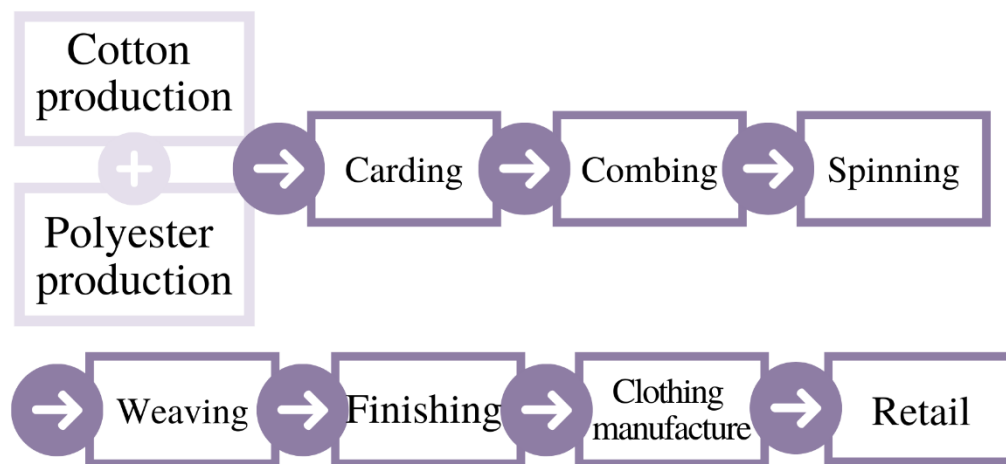 Cotton
production
+
Polyester
production
Carding
Combing
Spinning
Weaving
Finishing
Clothing
manufacture
Retail